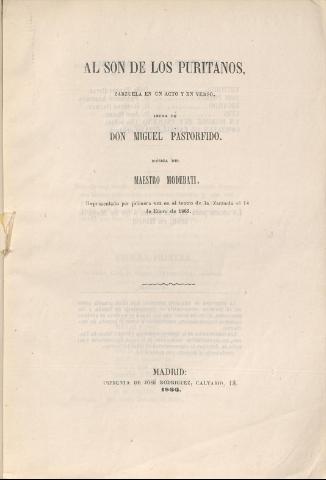 AL SON DE LOS PURITANOS,
ZARZUELA EN UN ACTO Y EN VERSO,
LETRA DE
DON MIGUEL PASTORFIDO.
MÚSICA DEL
MAESTRO MODERATI.
Representada por primera vez en el teatro de la Zarzuela el 14
de Enero de
MADRID:
IMPRENTA DE JOSÉ RODRIGUEZ, CALVARIO, 18.
1866.